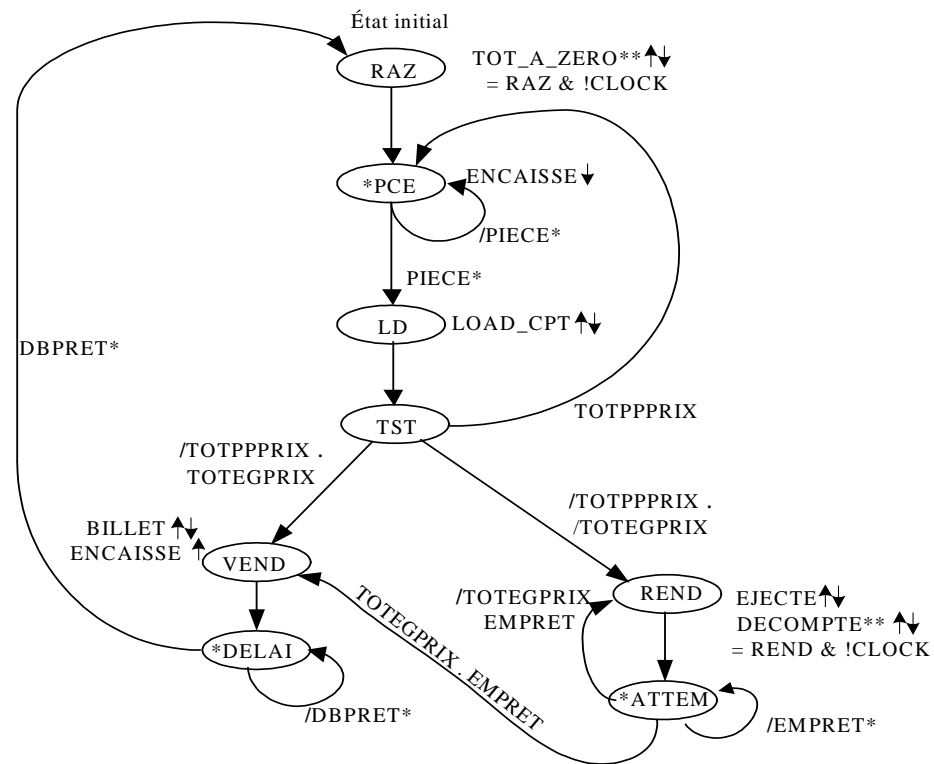 État initial
RAZ
TOT_A_ZERO**
= RAZ & !CLOCK
*PCE
ENCAISSE
/PIECE*
PIECE*
LD
LOAD_CPT
DBPRET*
TST
TOTPPPRIX
/TOTPPPRIX .
TOTEGPRIX
/TOTPPPRIX .
/TOTEGPRIX
BILLET
ENCAISSE
VEND
TOTEGPRIX . EMPRET
/TOTEGPRIX
EMPRET
REND
EJECTE
DECOMPTE**
= REND & !CLOCK
*DELAI
/DBPRET*
*ATTEM
/EMPRET*